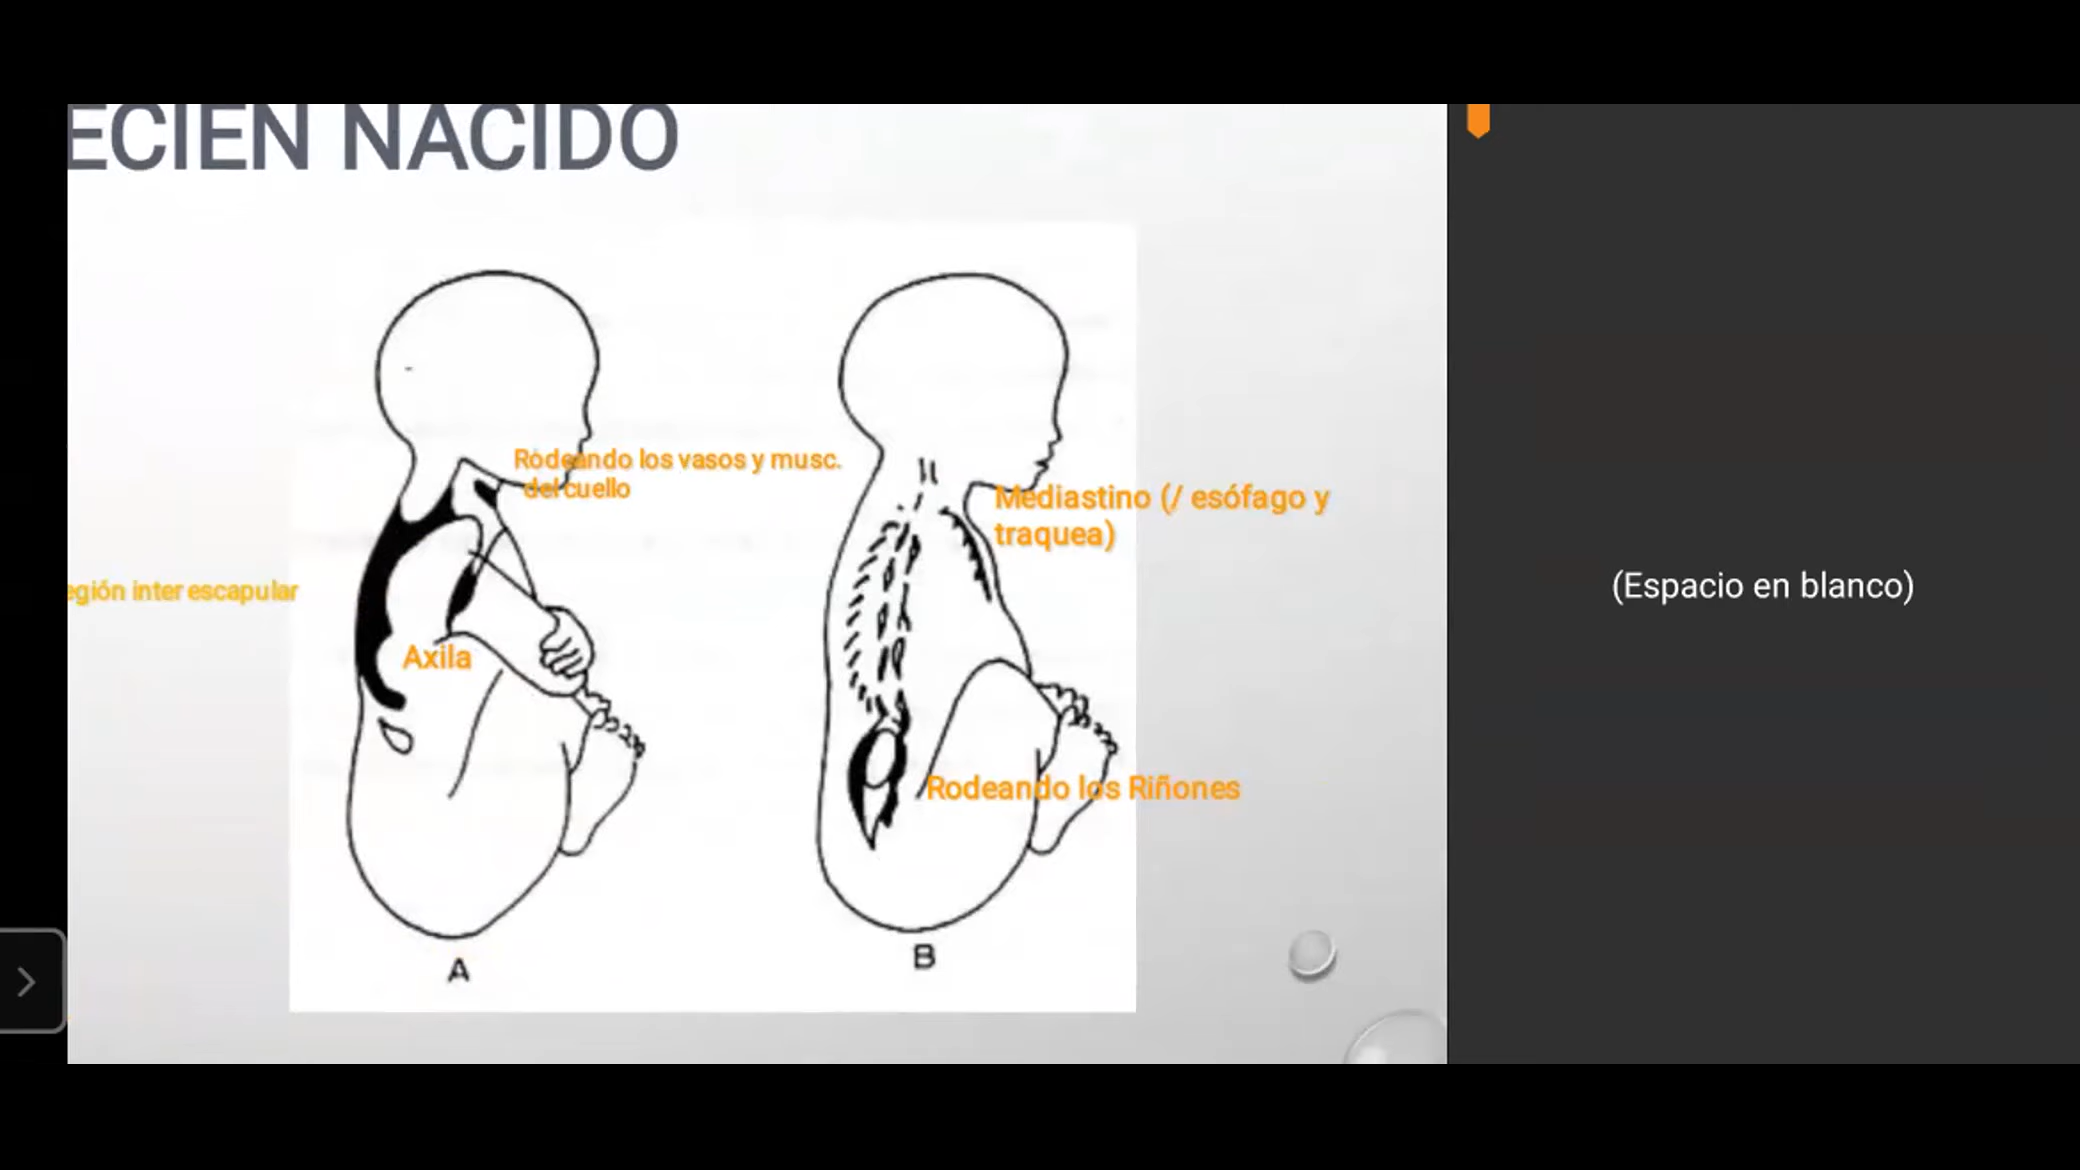 ECIEN NACIDO
Rodeando los vasos y musc.
del cuello
Mediastino (/ esófago y
traquea)
egión inter escapular
(Espacio en blanco)
Axila
Rodeando los Riñones
A
B